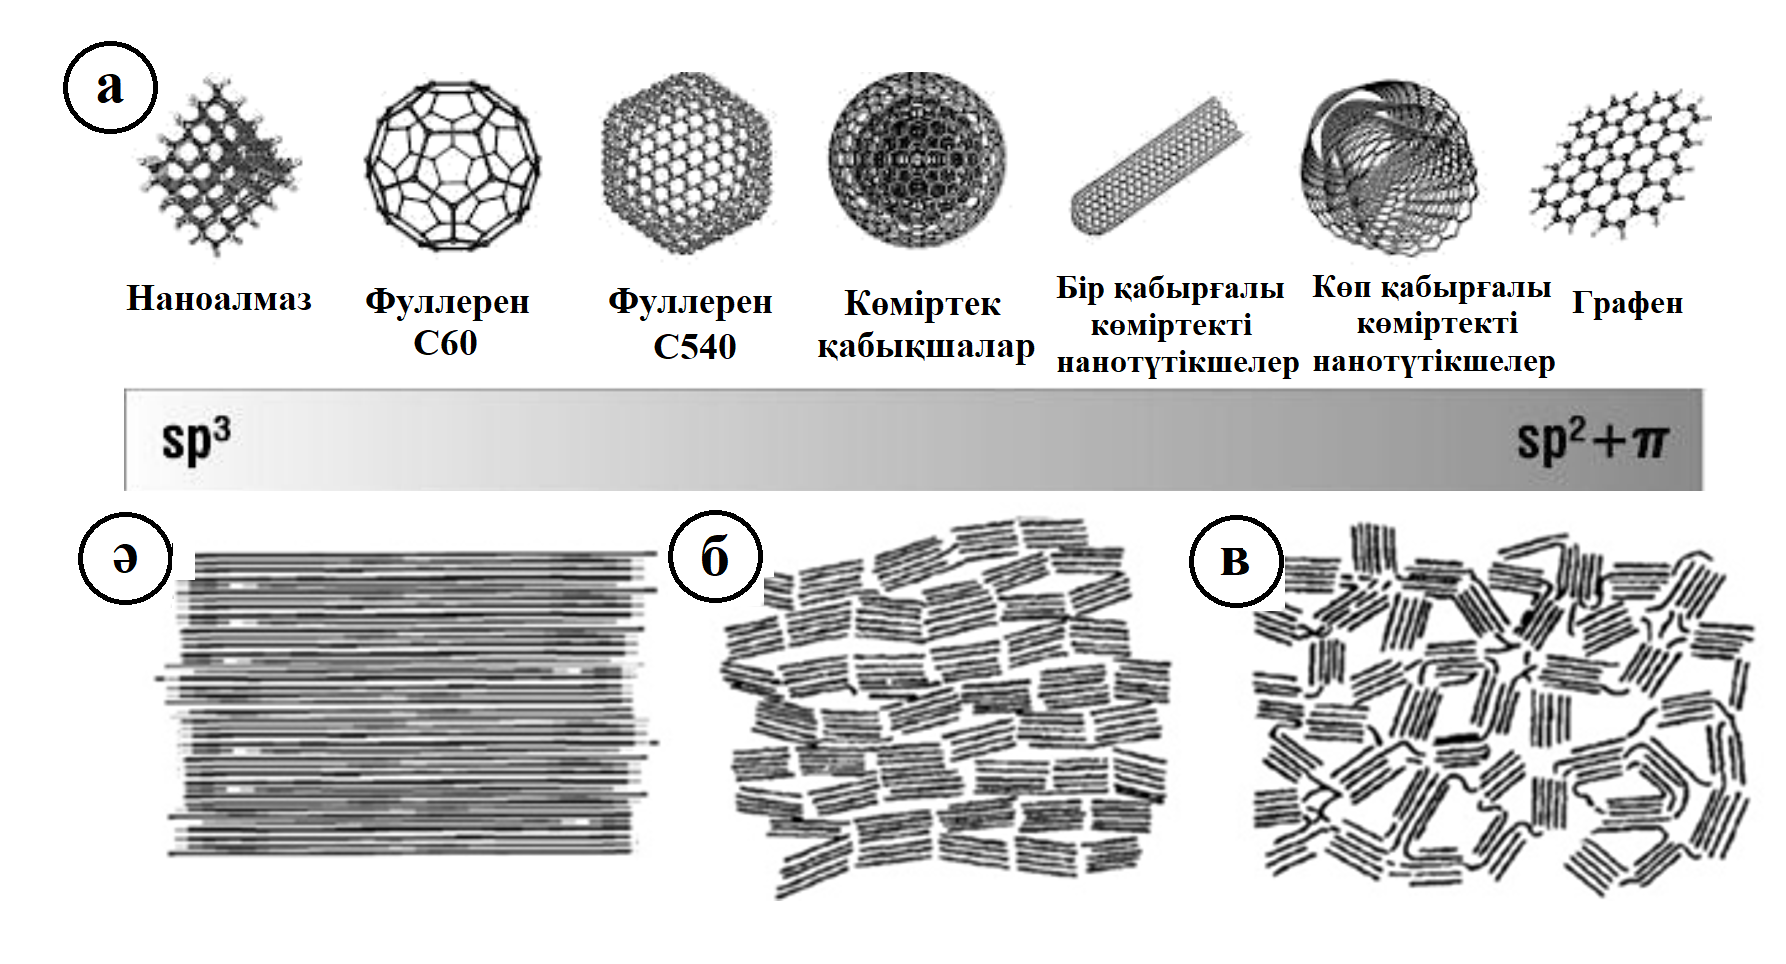 а
Наноалмаз
Фуллерен
С60
Фуллерен
С540
Көміртек
қабықшалар
Бір қабырғалы
көміртекті
нанотүтікшелер
Көп қабырғалы
көміртекті
нанотүтікшелер
Графен
sp³
sp²+π
ә
б
в